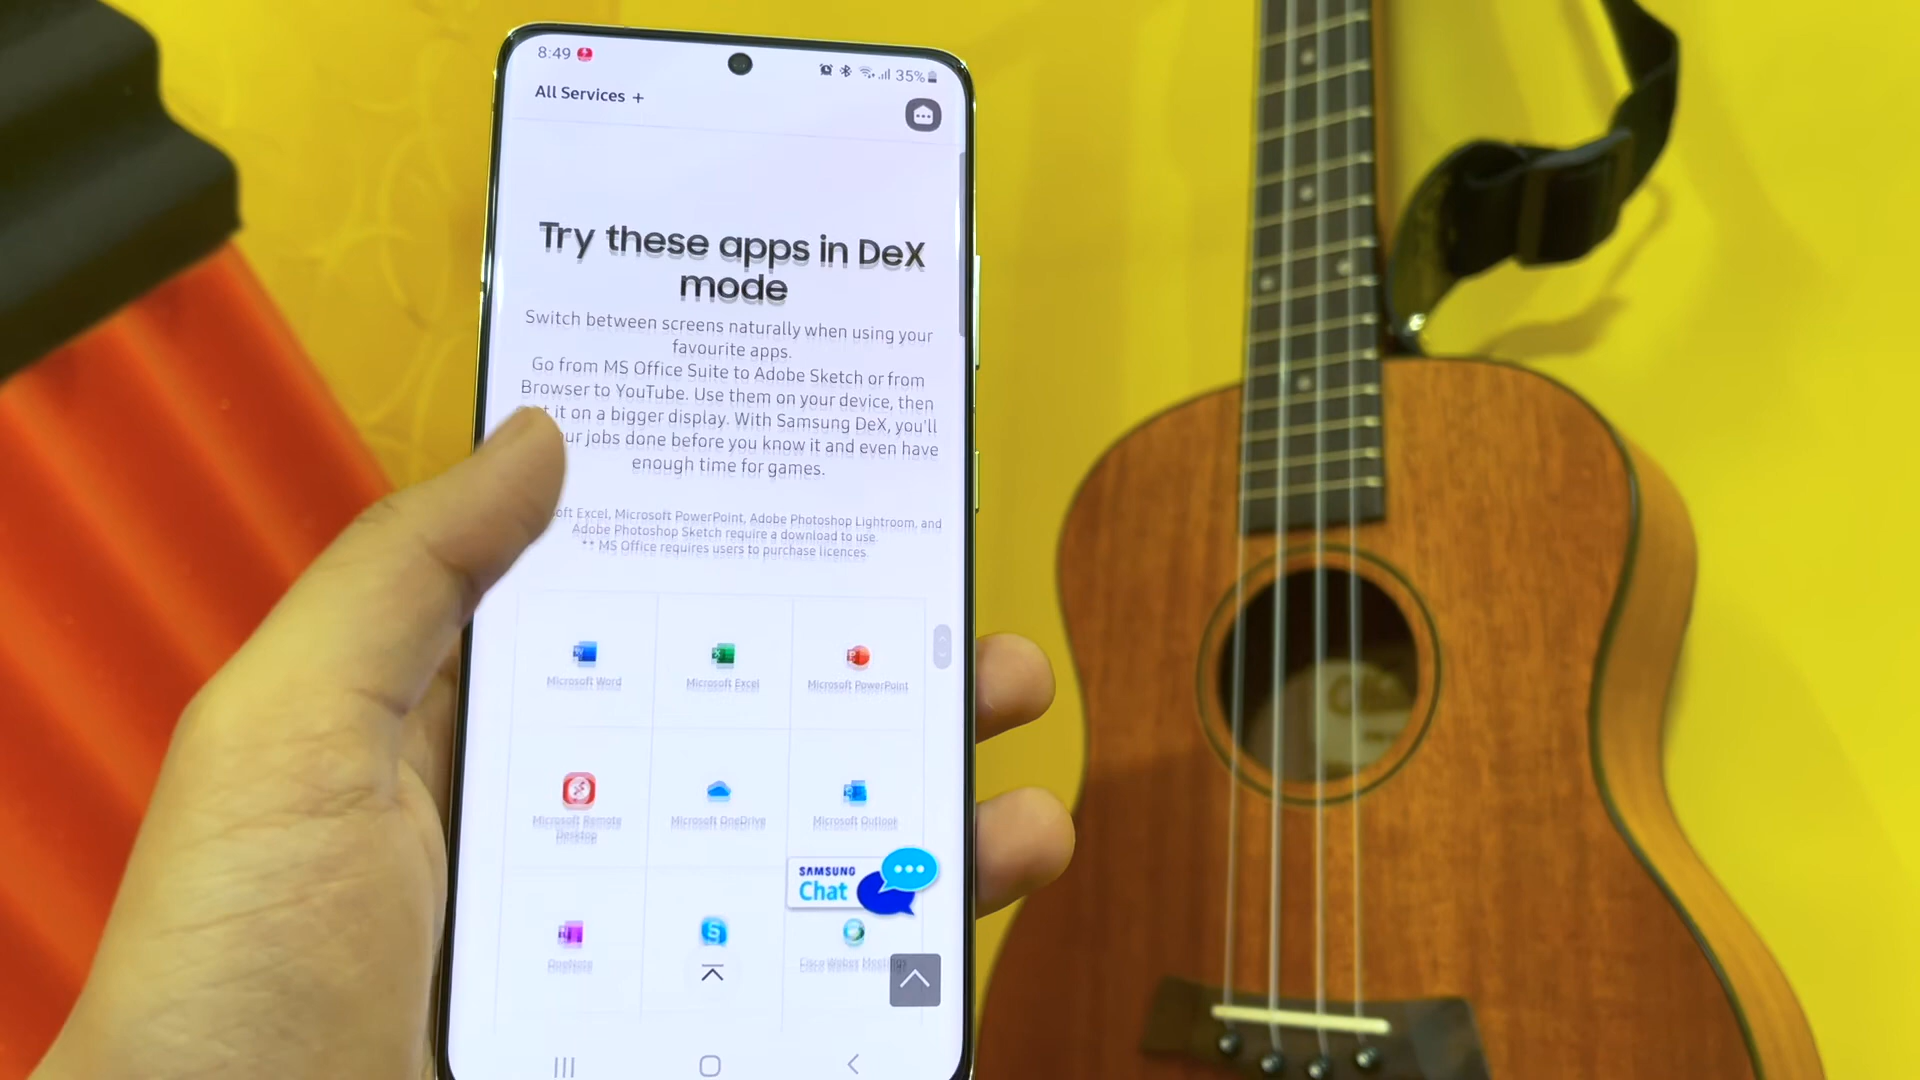 8:49
35%
All Services +
Try these apps in DeX
mode
Switch between screens naturally when using your
favourite apps.
Go from MS Office Suite to Adobe Sketch or from
Browser to YouTube. Use them on your device, then
it on a bigger display. With Samsung DeX, you'll
jobs done before you know it and even have
enough time for games.
Excel, Microsoft PowerPoint, Adobe Photoshop Lightroom, and
Adobe Photoshop Sketch require a download to use.
** MS Office requires users to purchase licences.
Microsoft Word
Microsoft Excel
Microsoft PowerPoint
Microsoft Remote
Desktop
Microsoft OneDrive
Microsoft Outlook
SAMSUNG
Chat
OneNote
Cisco Webex Meetings